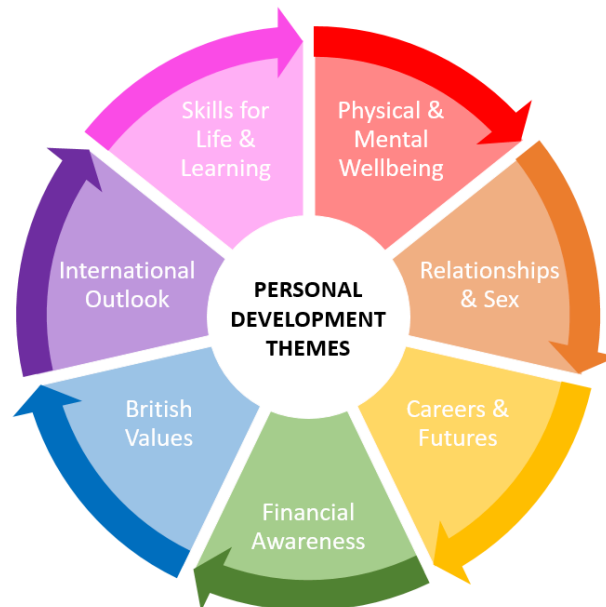 PERSONAL
DEVELOPMENT
THEMES
Physical &
Mental
Wellbeing
Relationships
& Sex
Careers &
Futures
Financial
Awareness
British
Values
International
Outlook
Skills for
Life &
Learning